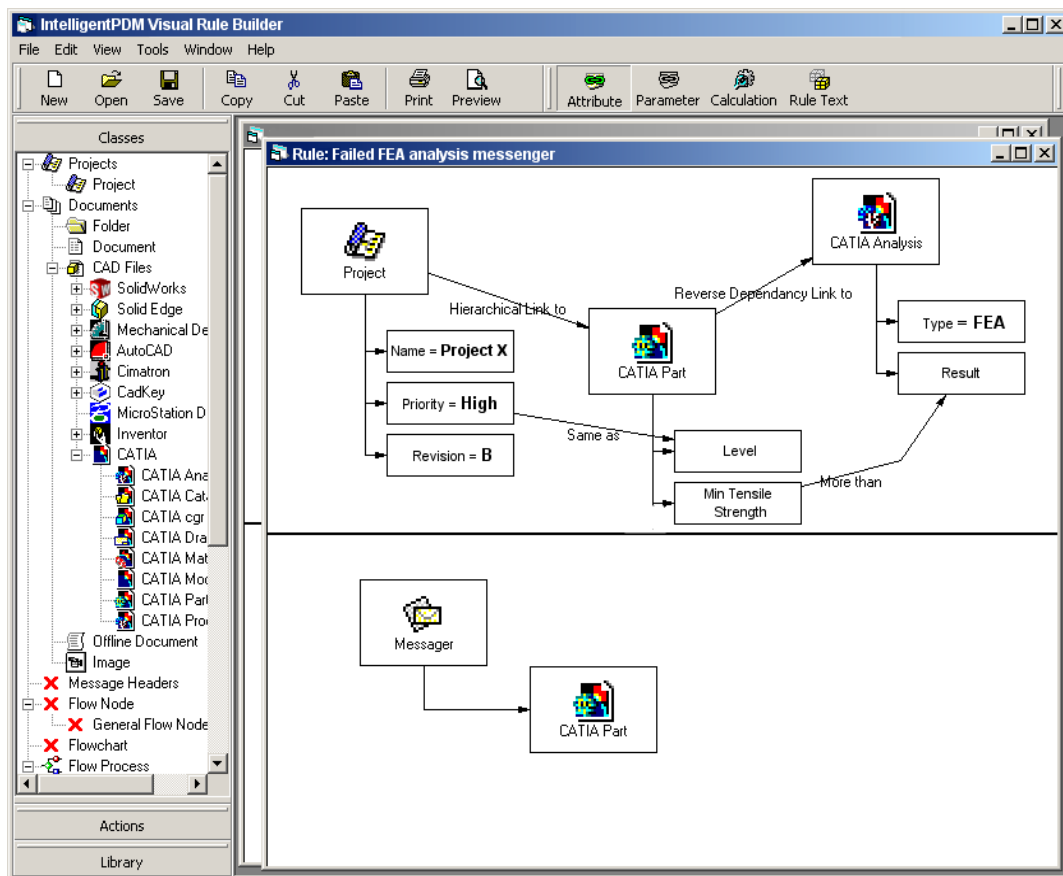 IntelligentPDM Visual Rule Builder
File Edit View Tools Window Help
New Open Save Copy Cut Paste Print Preview Attribute Parameter Calculation Rule Text
Classes
Projects
Project
Documents
Folder
Document
CAD Files
SolidWorks
Solid Edge
Mechanical De
AutoCAD
Cimatron
CadKey
MicroStation D
Inventor
CATIA
CATIA Ana
CATIA Cat
CATIA cgr
CATIA Dra
CATIA Mat
CATIA Mod
CATIA Part
CATIA Proc
Offline Document
Image
Message Headers
Flow Node
General Flow Node
Flowchart
Flow Process
Actions
Library
Rule: Failed FEA analysis messenger
Project
Hierarchical Link to
CATIA Part
Reverse Dependancy Link to
CATIA Analysis
Name = Project X
Priority = High
Revision = B
Same as
Level
Min Tensile
Strength
More than
Type = FEA
Result
Messager
CATIA Part